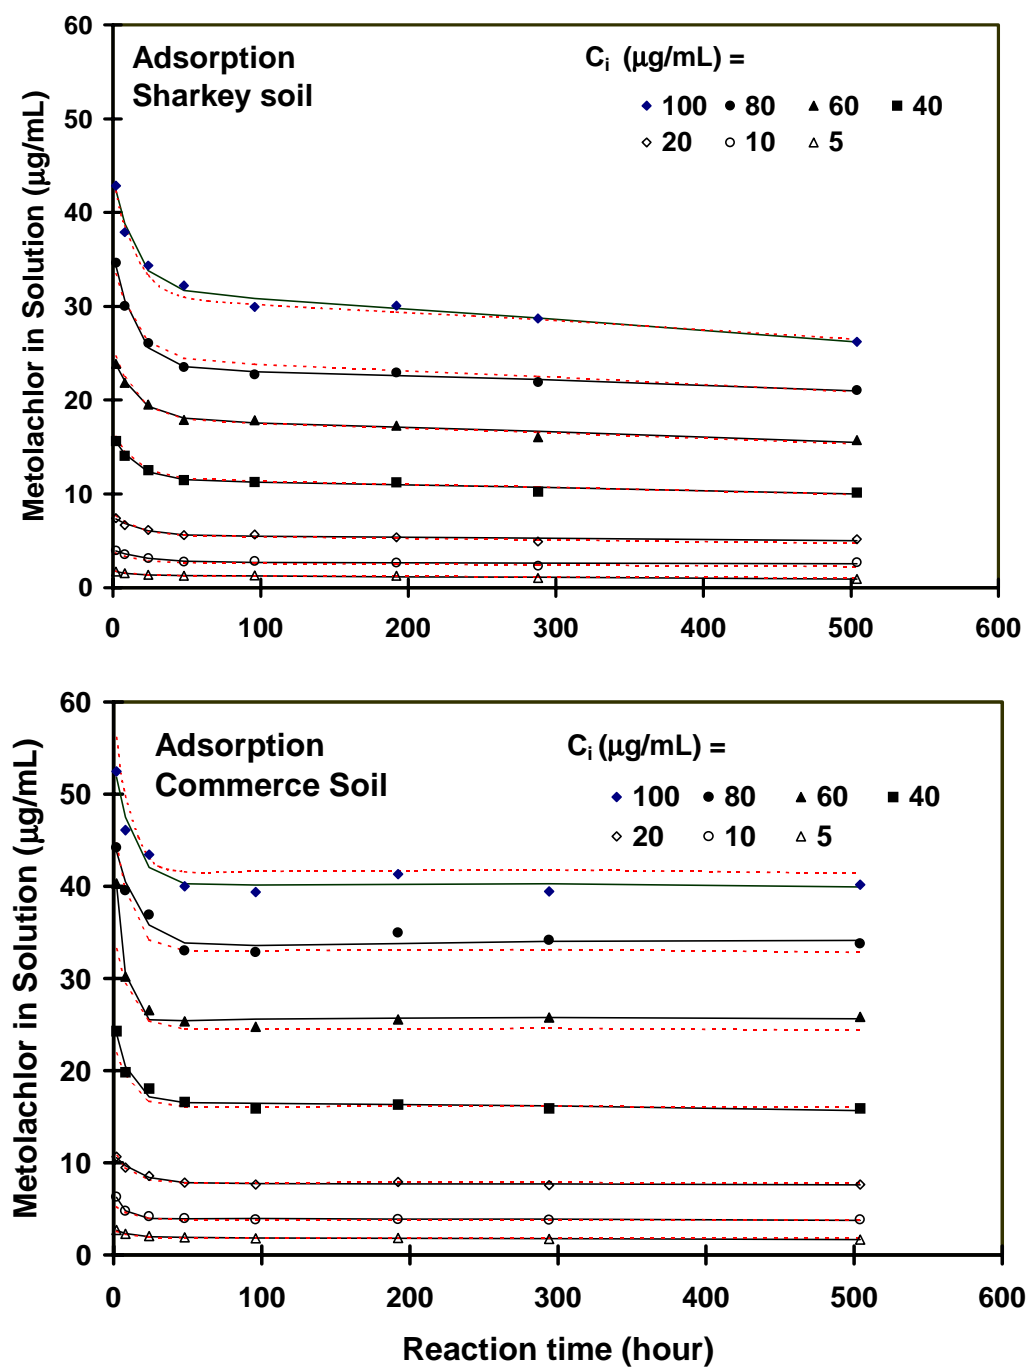 60
50
40
30
20
10
0
Metolachlor in Solution (µg/mL)
Adsorption
Sharkey soil
Ci (µg/mL) =
100 80 60 40
20 10 5
0 100 200 300 400 500 600
60
50
40
30
20
10
0
Metolachlor in Solution (µg/mL)
Adsorption
Commerce Soil
Ci (µg/mL) =
100 80 60 40
20 10 5
0 100 200 300 400 500 600
Reaction time (hour)